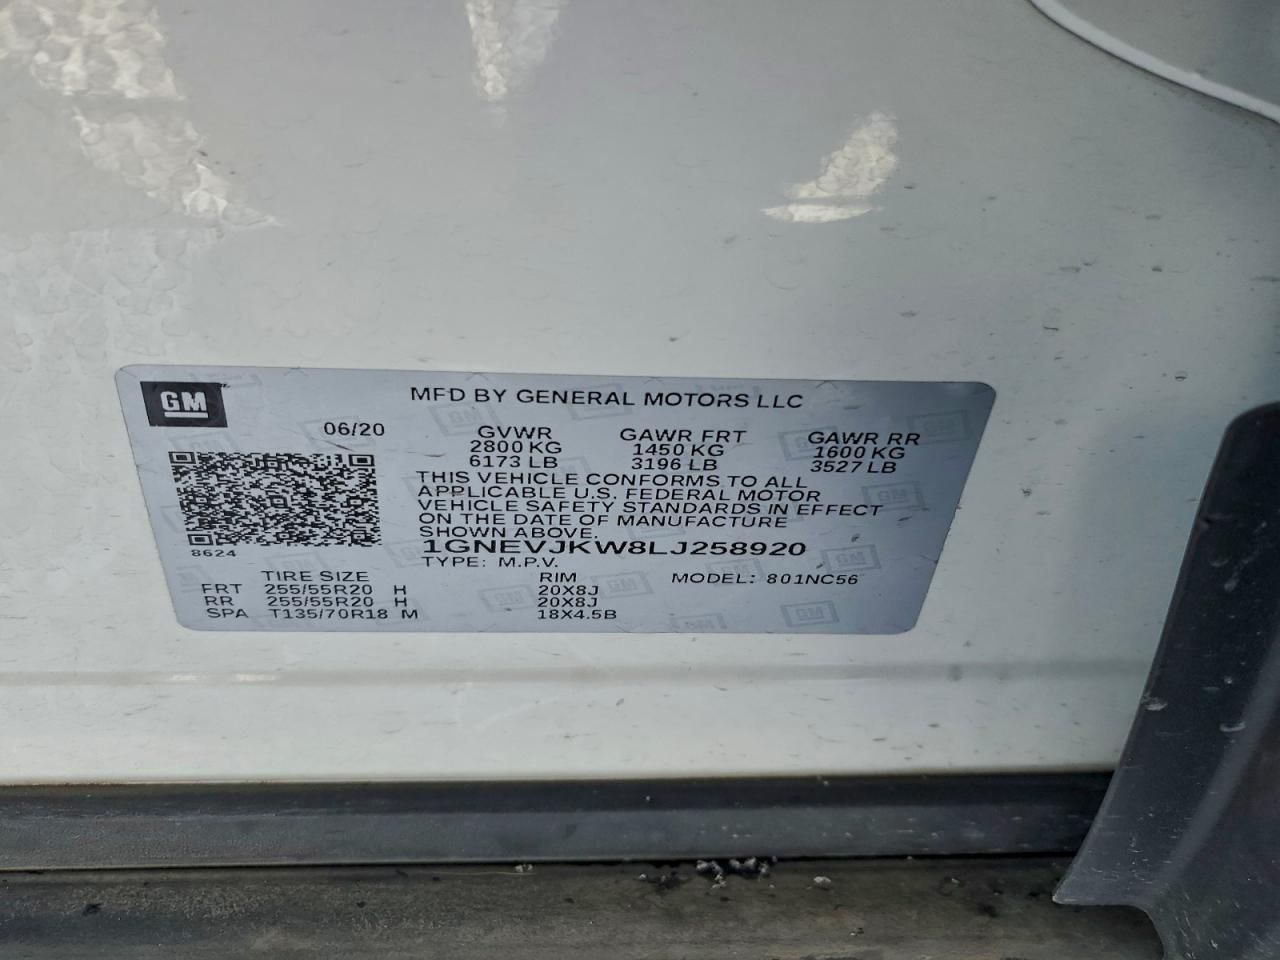 GM
MFD BY GENERAL MOTORS LLC
06/20 GVWR GAWR FRT GAWR RR
2800 KG 1450 KG 1600 KG
6173 LB 3196 LB 3527 LB
THIS VEHICLE CONFORMS TO ALL
APPLICABLE U.S. FEDERAL MOTOR
VEHICLE SAFETY STANDARDS IN EFFECT
ON THE DATE OF MANUFACTURE
SHOWN ABOVE.
8624
1GNEVJKW8LJ258920
TYPE: M.P.V.
TIRE SIZE RIM MODEL: 801NC56
FRT 255/55R20 H 20X8J
RR 255/55R20 H 20X8J
SPA T135/70R18 M 18X4.5B